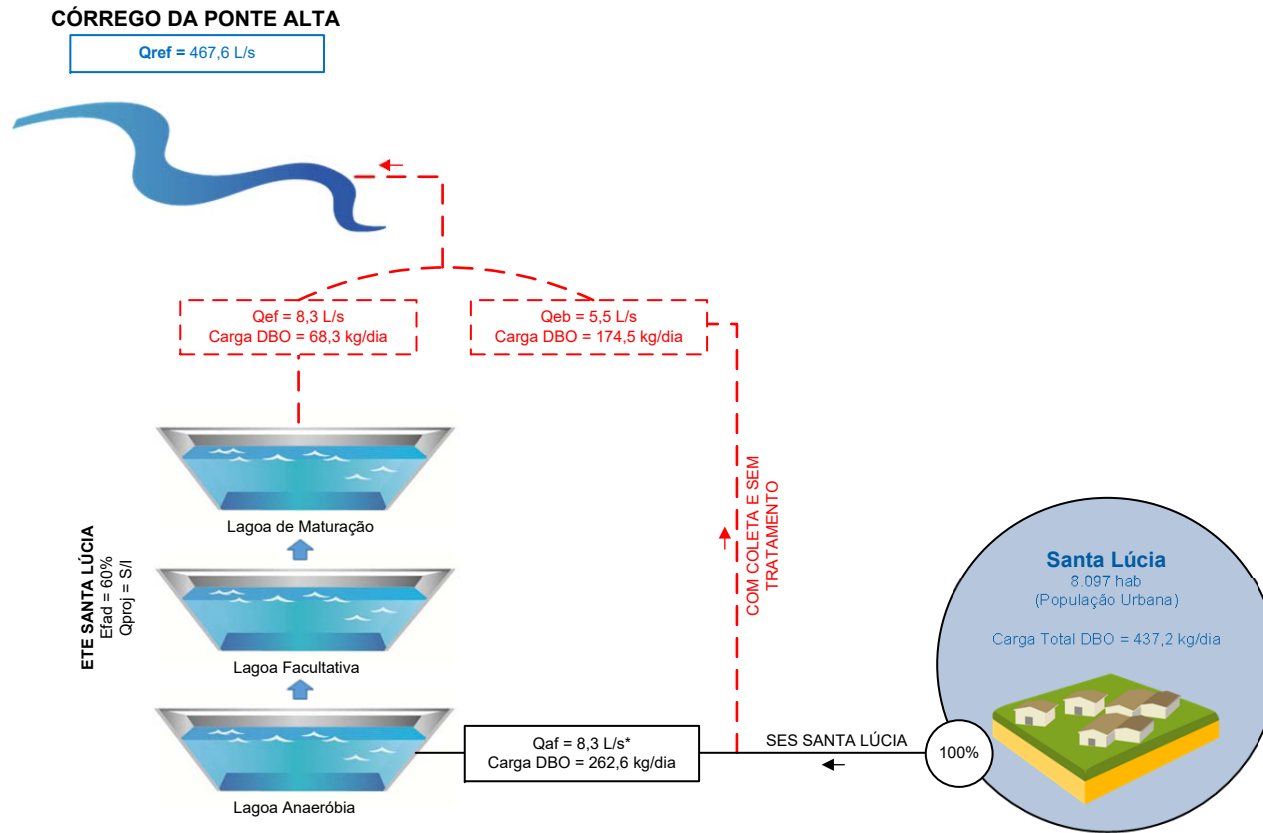 CÓRREGO DA PONTE ALTA
Qref = 467,6 L/s
Qef = 8,3 L/s
Carga DBO = 68,3 kg/dia
Qeb = 5,5 L/s
Carga DBO = 174,5 kg/dia
Lagoa de Maturação
ETE SANTA LÚCIA
Efad = 60%
Qproj = S/I
Lagoa Facultativa
Lagoa Anaeróbia
Qaf = 8,3 L/s*
Carga DBO = 262,6 kg/dia
COM COLETA E SEM
TRATAMENTO
SES SANTA LÚCIA
100%
Santa Lúcia
8.097 hab
(População Urbana)
Carga Total DBO = 437,2 kg/dia